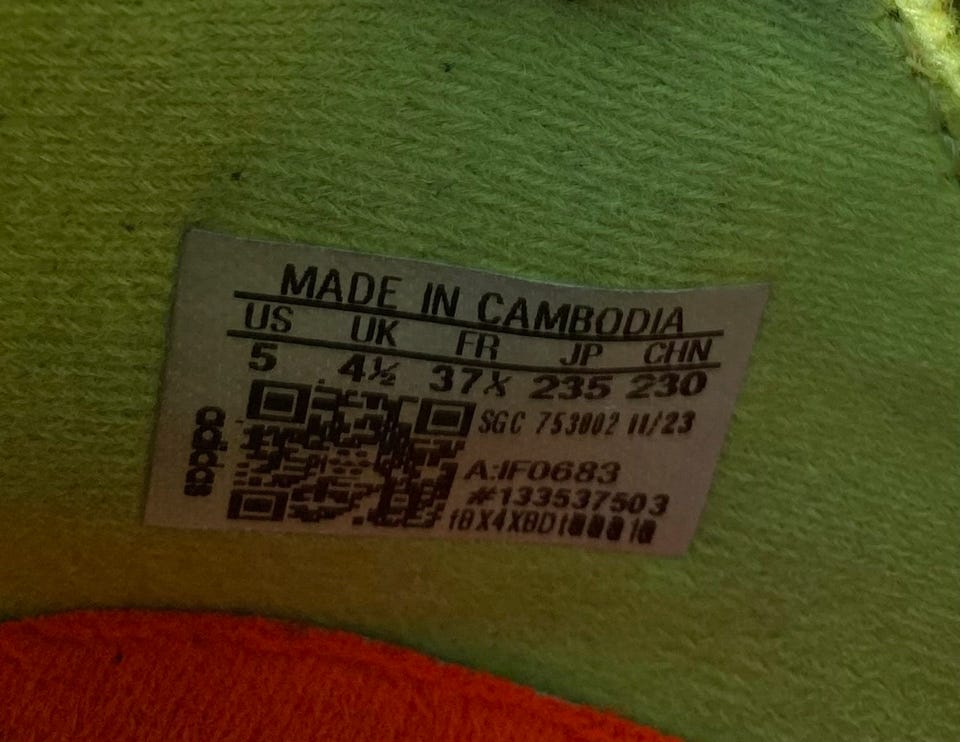 MADE IN CAMBODIA
US UK FR JP CHN
5 4½ 37⅓ 235 230
adidas
SGC 753002 11/23
A:IF0683
#133537503